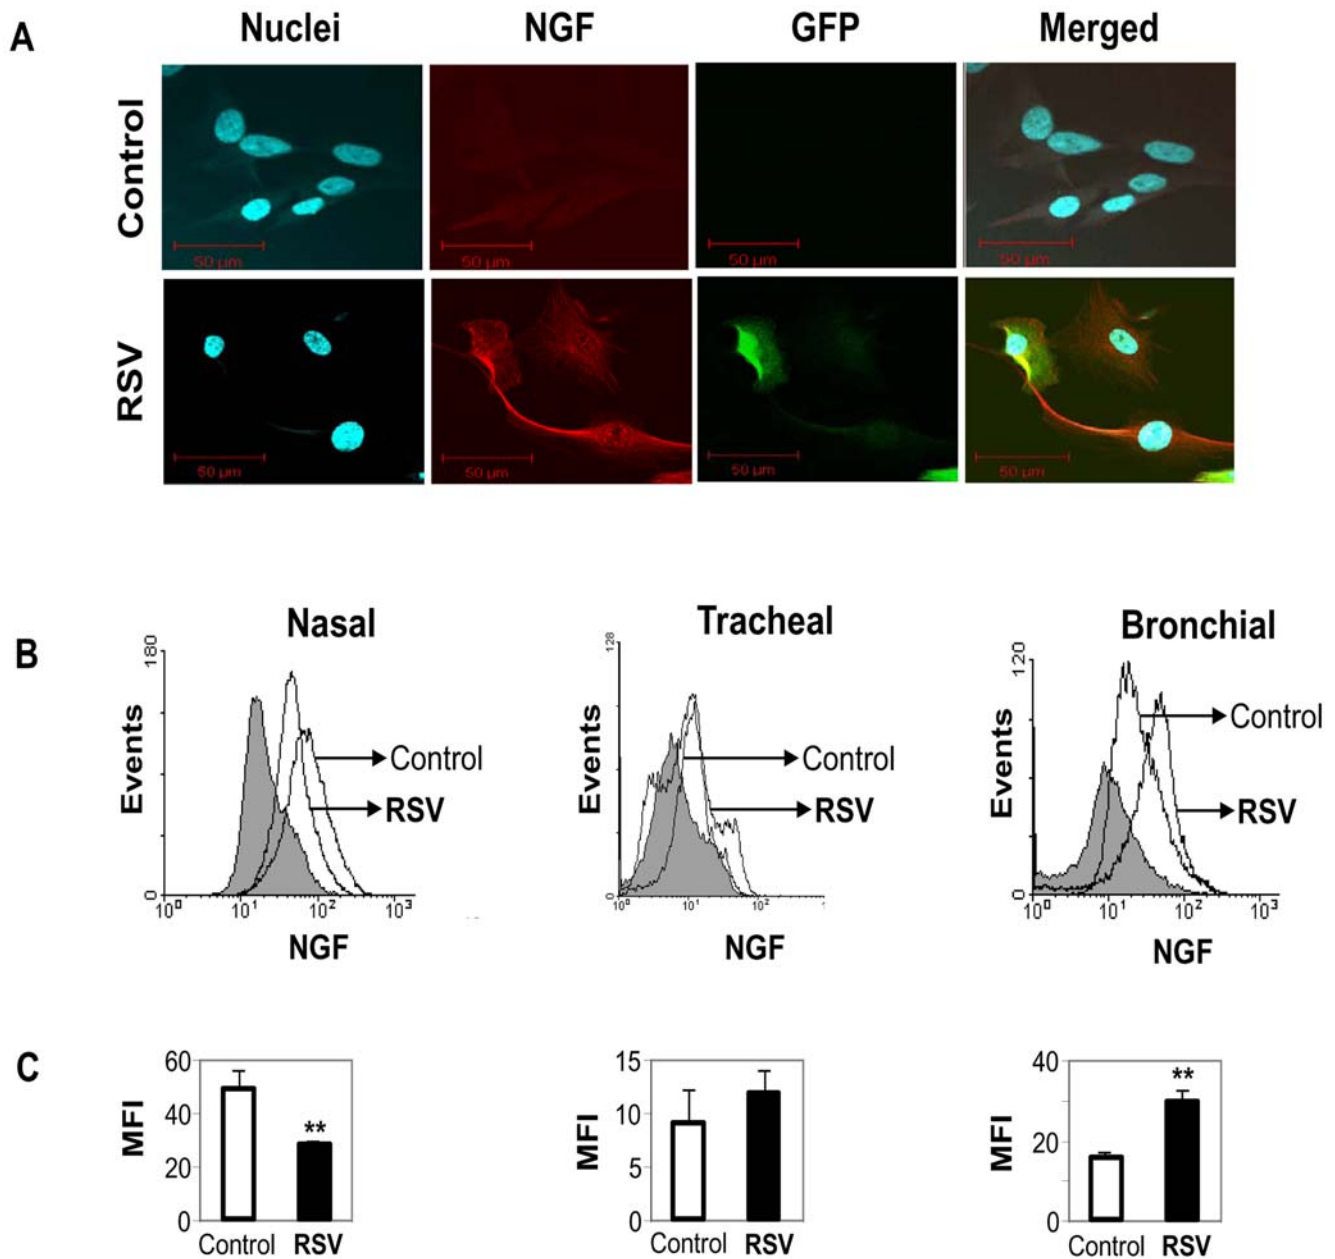 A
Nuclei NGF GFP Merged
Control
50 µm 50 µm 50 µm 50 µm
RSV
50 µm 50 µm 50 µm 50 µm
B
Nasal Tracheal Bronchial
180 128 120
Events Events Events
Control Control Control
RSV RSV RSV
0 0 0
10⁰ 10¹ 10² 10³ 10⁰ 10¹ 10² 10⁰ 10¹ 10² 10³
NGF NGF NGF
C
60 15 40
MFI MFI MFI
** **
40 10 20
20 5
0 0 0
Control RSV Control RSV Control RSV